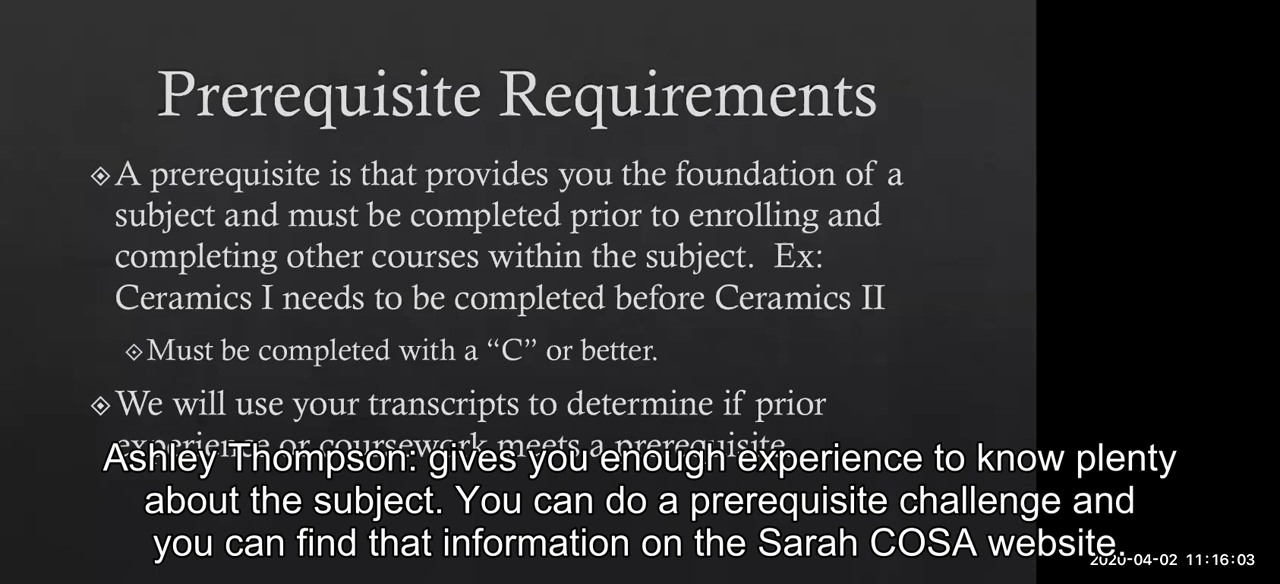 Prerequisite Requirements
A prerequisite is that provides you the foundation of a
subject and must be completed prior to enrolling and
completing other courses within the subject.  Ex:
Ceramics I needs to be completed before Ceramics II
Must be completed with a “C” or better.
We will use your transcripts to determine if prior
experience or coursework meets a prerequisite.
Ashley Thompson: gives you enough experience to know plenty
about the subject. You can do a prerequisite challenge and
you can find that information on the Sarah COSA website.
2020-04-02 11:16:03